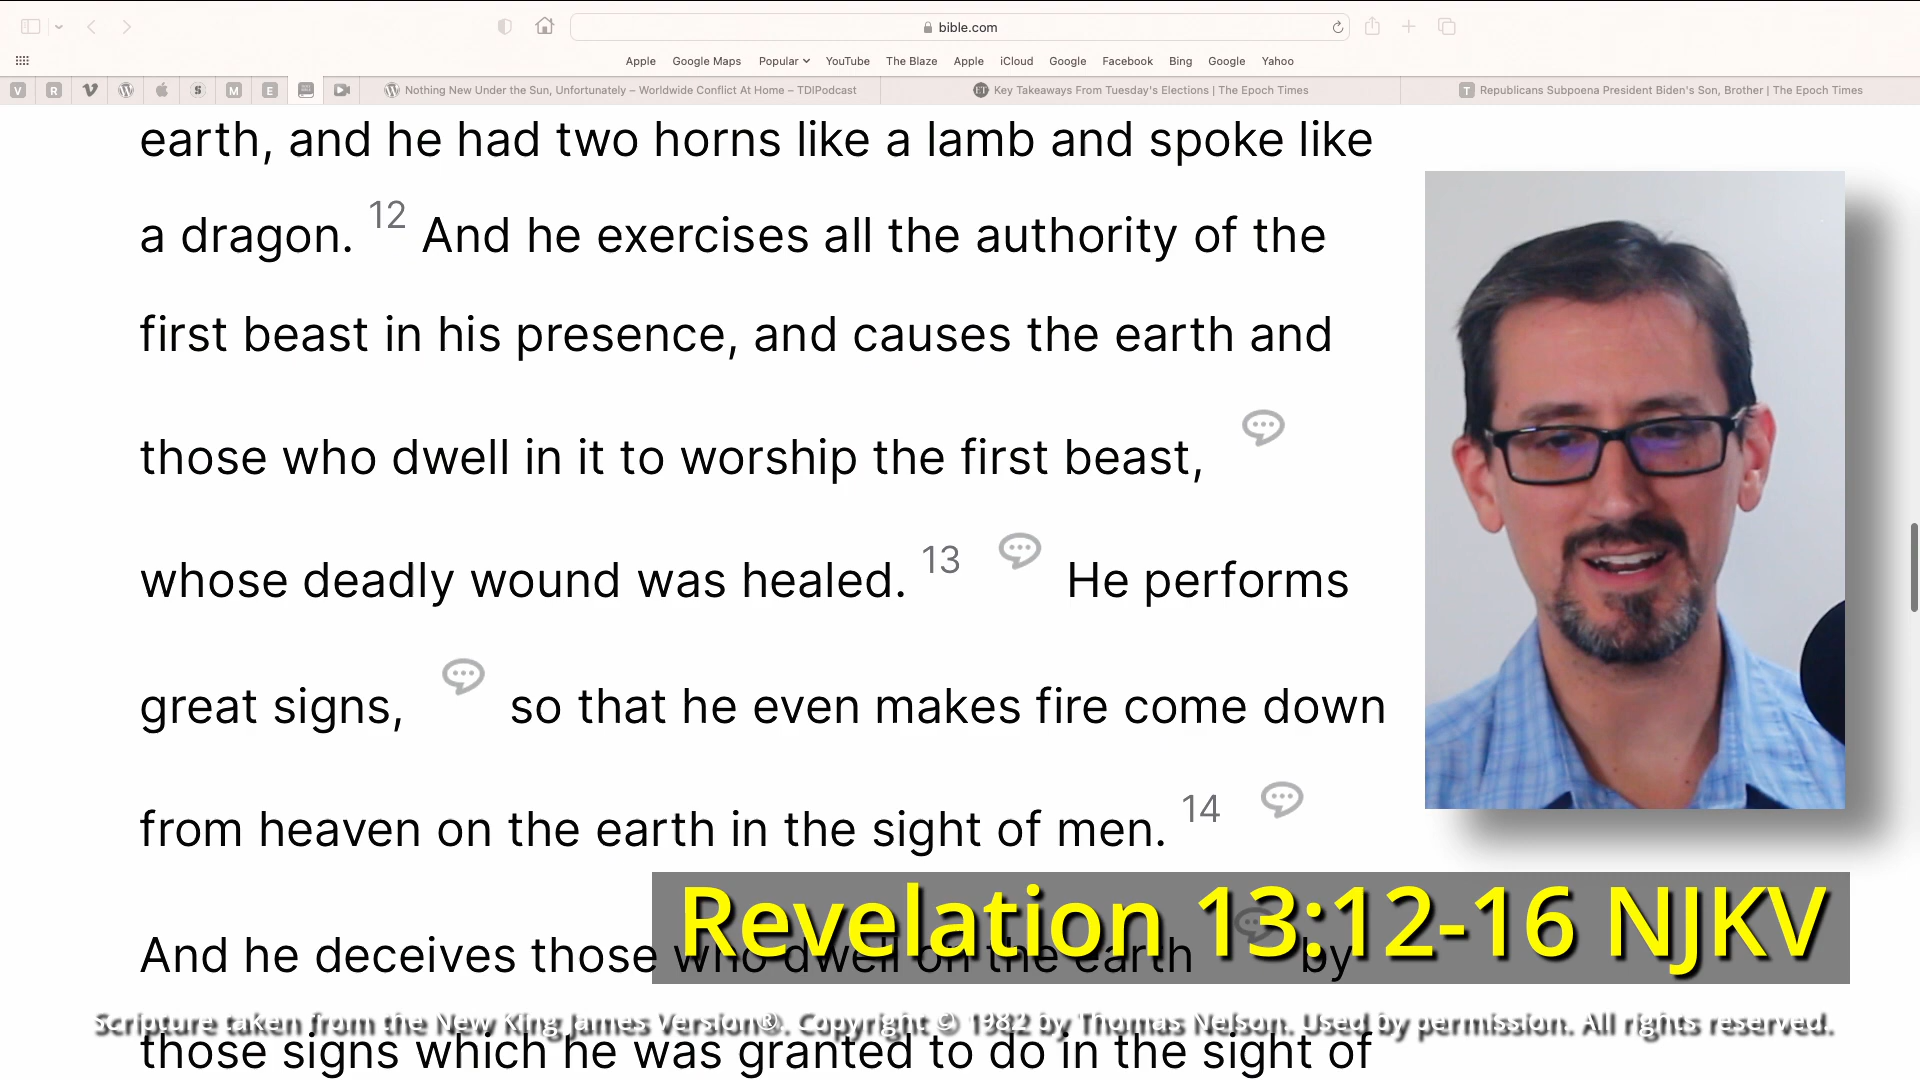 bible.com
Apple Google Maps Popular YouTube The Blaze Apple iCloud Google Facebook Bing Google Yahoo
V R S M E Nothing New Under the Sun, Unfortunately – Worldwide Conflict At Home – TDIPodcast ET Key Takeaways From Tuesday's Elections | The Epoch Times T Republicans Subpoena President Biden's Son, Brother | The Epoch Times
earth, and he had two horns like a lamb and spoke like
a dragon. 12 And he exercises all the authority of the
first beast in his presence, and causes the earth and
those who dwell in it to worship the first beast,
whose deadly wound was healed. 13 He performs
great signs, so that he even makes fire come down
from heaven on the earth in the sight of men. 14
Revelation 13:12-16 NJKV
And he deceives those who dwell on the earth by
Scripture taken from the New King James Version®. Copyright © 1982 by Thomas Nelson. Used by permission. All rights reserved.
those signs which he was granted to do in the sight of